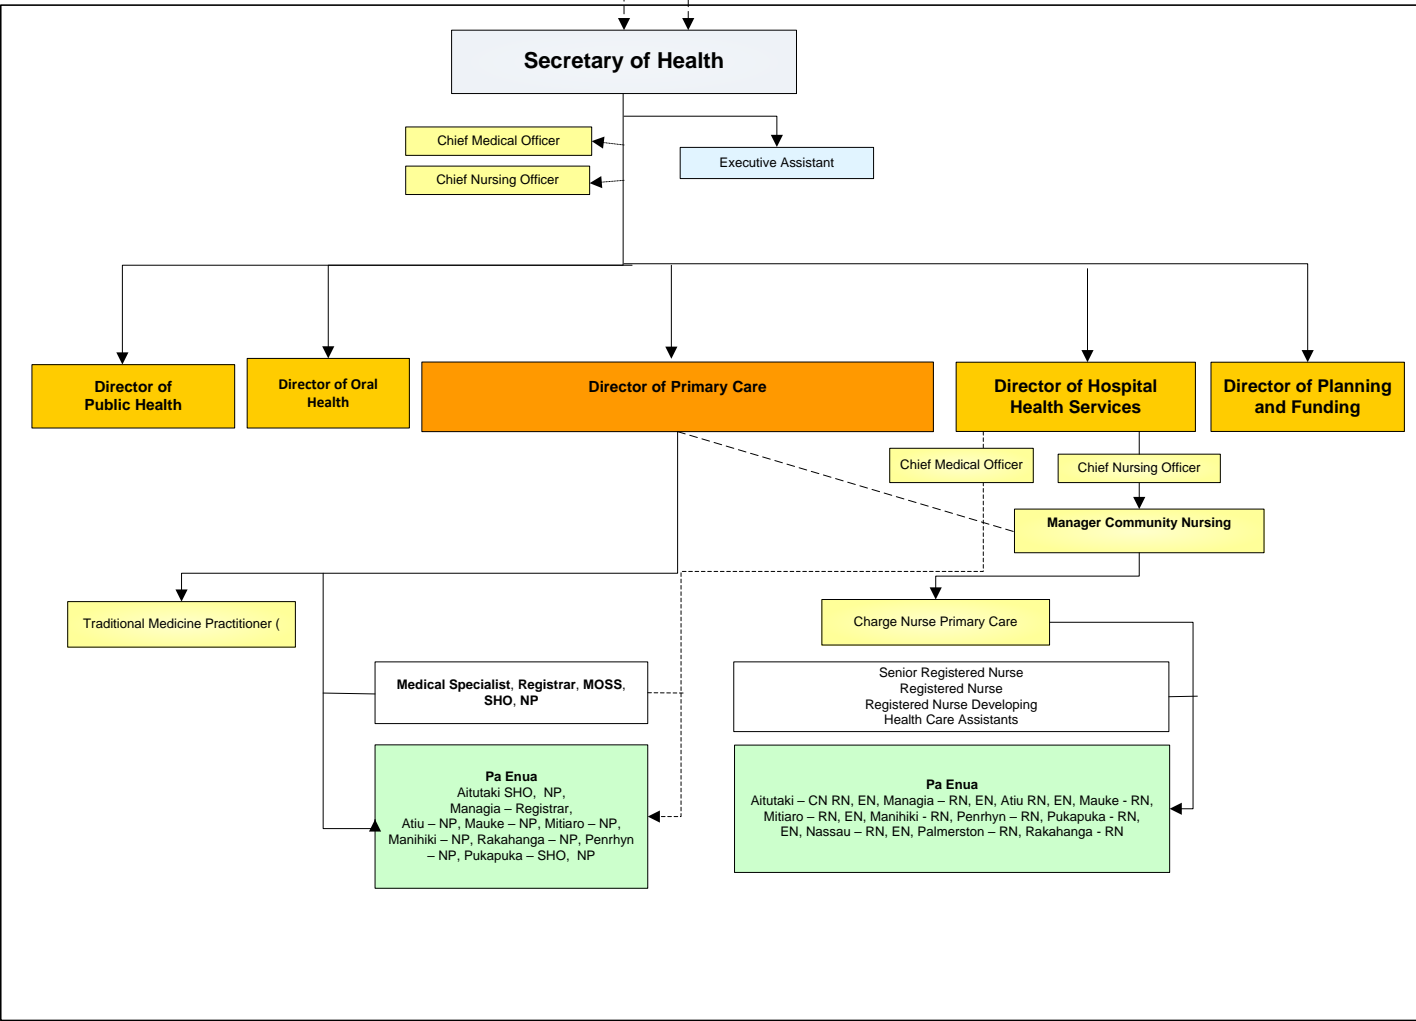 Secretary of Health
Chief Medical Officer
Executive Assistant
Chief Nursing Officer
Director of
Public Health
Director of Oral
Health
Director of Primary Care
Director of Hospital
Health Services
Director of Planning
and Funding
Chief Medical Officer
Chief Nursing Officer
Manager Community Nursing
Traditional Medicine Practitioner (
Charge Nurse Primary Care
Medical Specialist, Registrar, MOSS,
SHO, NP
Senior Registered Nurse
Registered Nurse
Registered Nurse Developing
Health Care Assistants
Pa Enua
Aitutaki SHO, NP,
Managia – Registrar,
Atiu – NP, Mauke – NP, Mitiaro – NP,
Manihiki – NP, Rakahanga – NP, Penrhyn
– NP, Pukapuka – SHO, NP
Pa Enua
Aitutaki – CN RN, EN, Managia – RN, EN, Atiu RN, EN, Mauke - RN,
Mitiaro – RN, EN, Manihiki - RN, Penrhyn – RN, Pukapuka - RN,
EN, Nassau – RN, EN, Palmerston – RN, Rakahanga - RN